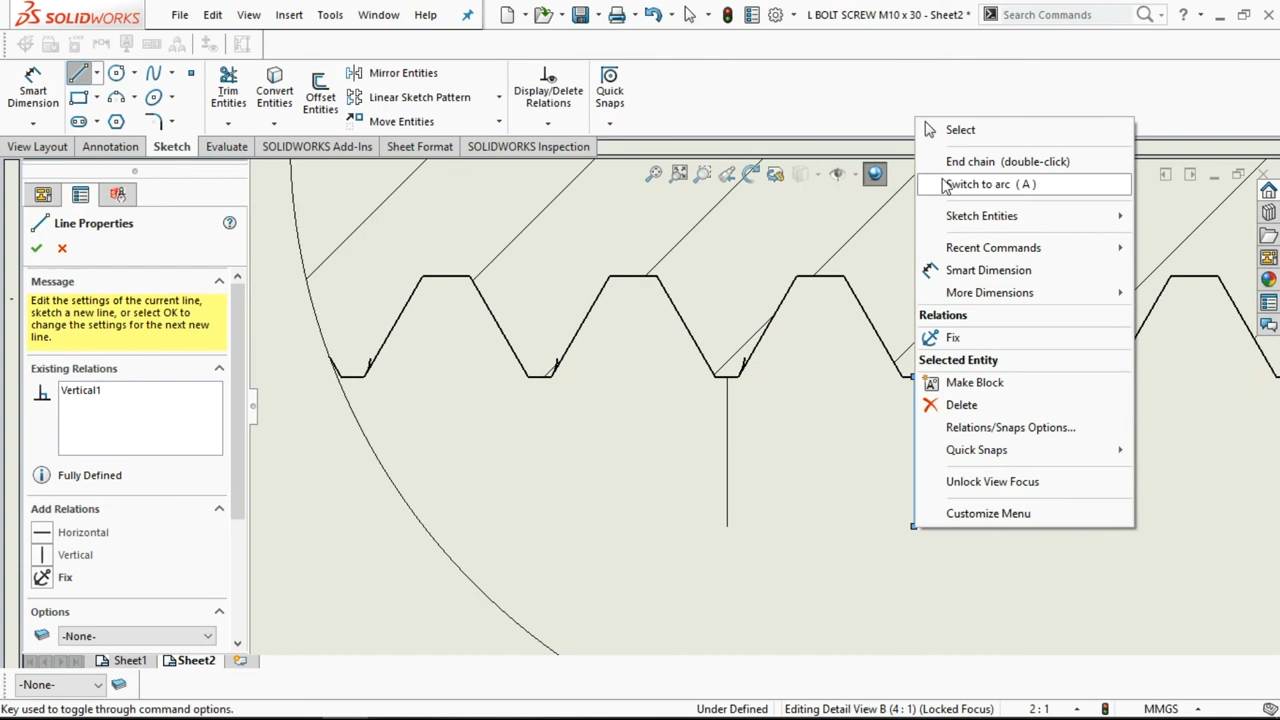 SOLIDWORKS
File
Edit
View
Insert
Tools
Window
Help
L BOLT SCREW M10 x 30 - Sheet2 *
Search Commands
?
Smart
Dimension
Trim
Entities
Convert
Entities
Offset
Entities
Mirror Entities
Linear Sketch Pattern
Move Entities
Display/Delete
Relations
Quick
Snaps
View Layout
Annotation
Sketch
Evaluate
SOLIDWORKS Add-Ins
Sheet Format
SOLIDWORKS Inspection
Line Properties
?
Message
Edit the settings of the current line,
sketch a new line, or select OK to
change the settings for the next new
line.
Existing Relations
Vertical1
Fully Defined
Add Relations
Horizontal
Vertical
Fix
Options
-None-
Select
End chain (double-click)
Switch to arc (A)
Sketch Entities
Recent Commands
Smart Dimension
More Dimensions
Relations
Fix
Selected Entity
Make Block
Delete
Relations/Snaps Options...
Quick Snaps
Unlock View Focus
Customize Menu
Sheet1
Sheet2
-None-
Key used to toggle through command options.
Under Defined
Editing Detail View B (4 : 1) (Locked Focus)
2 : 1
MMGS